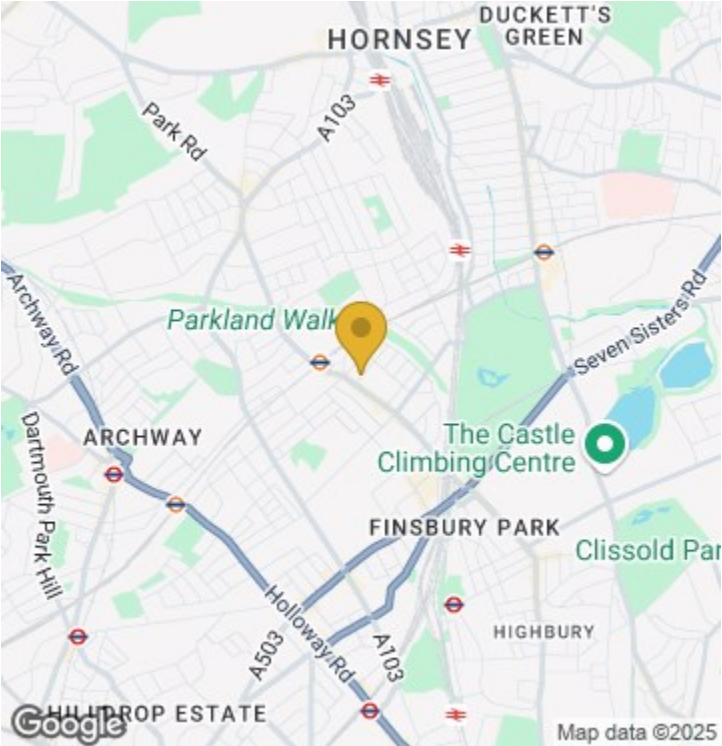 DUCKETT'S
GREEN
HORNSEY
A103
Park Rd
Archway Rd
Parkland Walk
Seven Sisters Rd
ARCHWAY
Dartmouth Park Hill
The Castle
Climbing Centre
FINSBURY PARK
Clissold Par
Holloway Rd
A503
A103
HIGHBURY
DROP ESTATE
Google
Map data ©2025